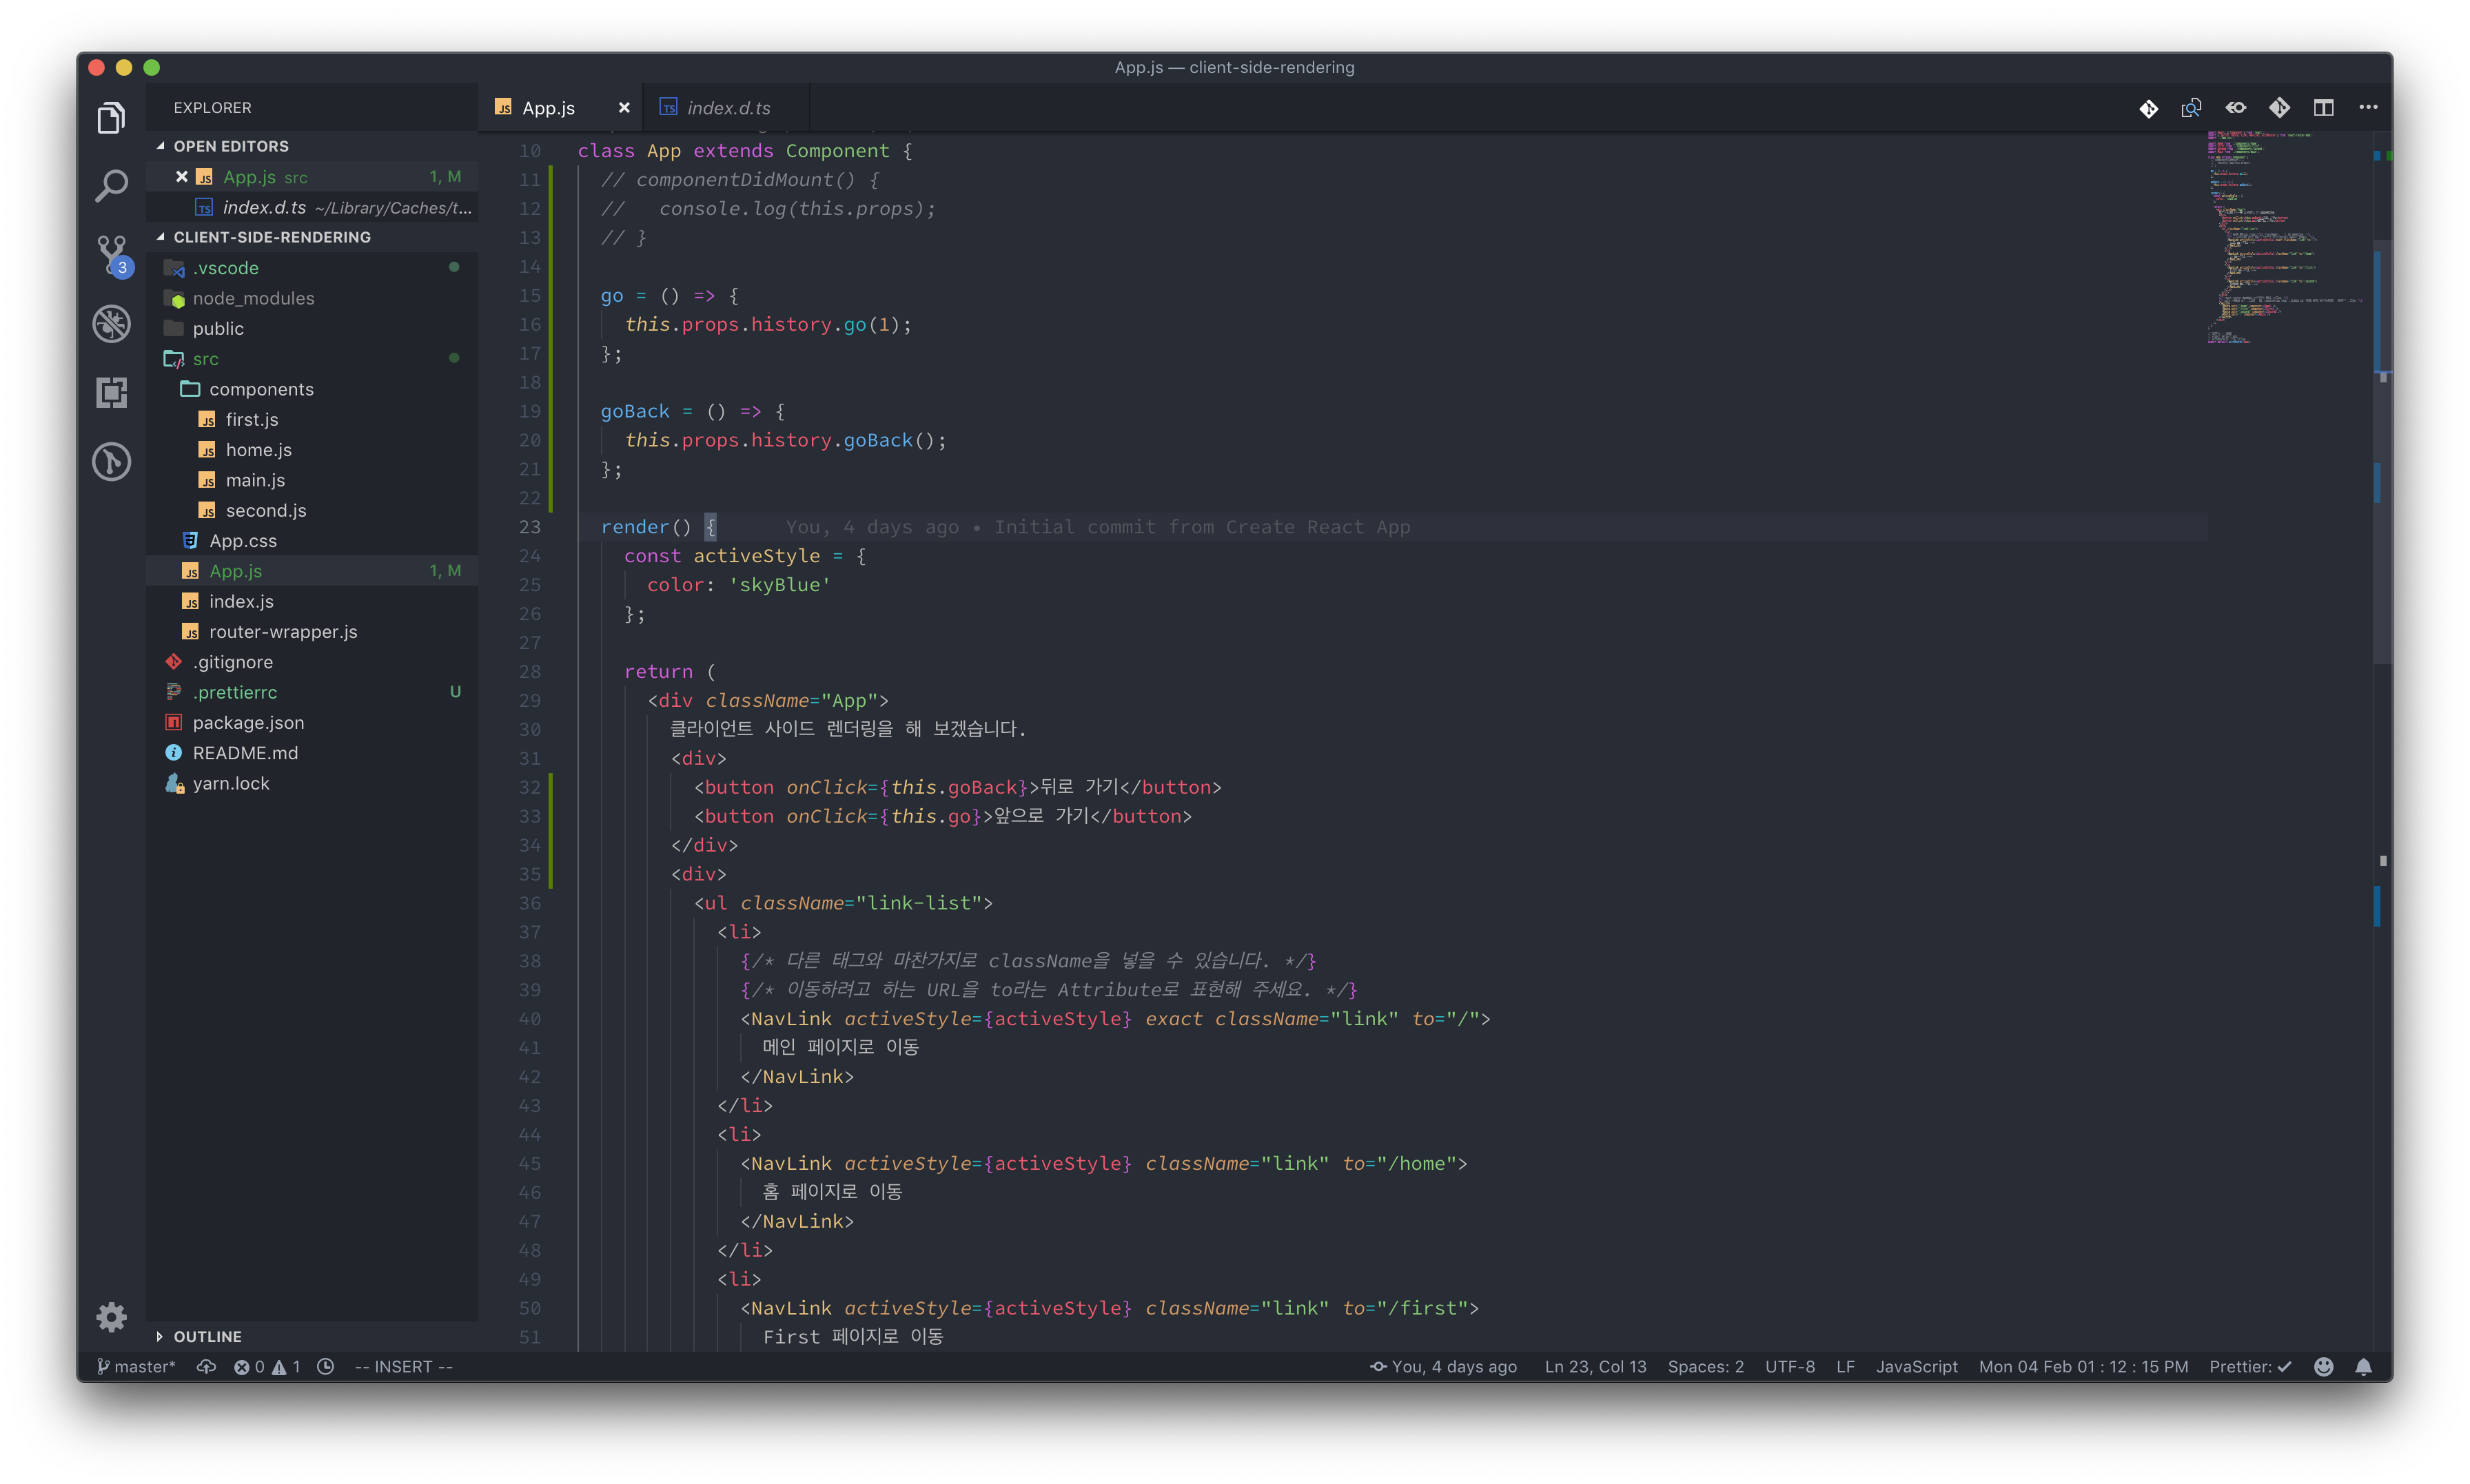 App.js — client-side-rendering
EXPLORER
OPEN EDITORS
App.js src 1, M
index.d.ts ~/Library/Caches/t...
CLIENT-SIDE-RENDERING
.vscode
node_modules
public
src
components
first.js
home.js
main.js
second.js
App.css
App.js 1, M
index.js
router-wrapper.js
.gitignore
.prettierrc U
package.json
README.md
yarn.lock
OUTLINE
3
App.js
index.d.ts
10 class App extends Component {
11 // componentDidMount() {
12 //   console.log(this.props);
13 // }
14
15 go = () => {
16 this.props.history.go(1);
17 };
18
19 goBack = () => {
20 this.props.history.goBack();
21 };
22
23 render() { You, 4 days ago • Initial commit from Create React App
24 const activeStyle = {
25 color: 'skyBlue'
26 };
27
28 return (
29 <div className="App">
30 클라이언트 사이드 렌더링을 해 보겠습니다.
31 <div>
32 <button onClick={this.goBack}>뒤로 가기</button>
33 <button onClick={this.go}>앞으로 가기</button>
34 </div>
35 <div>
36 <ul className="link-list">
37 <li>
38 {/* 다른 태그와 마찬가지로 className을 넣을 수 있습니다. */}
39 {/* 이동하려고 하는 URL을 to라는 Attribute로 표현해 주세요. */}
40 <NavLink activeStyle={activeStyle} exact className="link" to="/">
41 메인 페이지로 이동
42 </NavLink>
43 </li>
44 <li>
45 <NavLink activeStyle={activeStyle} className="link" to="/home">
46 홈 페이지로 이동
47 </NavLink>
48 </li>
49 <li>
50 <NavLink activeStyle={activeStyle} className="link" to="/first">
51 First 페이지로 이동
master* 0 1 -- INSERT -- You, 4 days ago Ln 23, Col 13 Spaces: 2 UTF-8 LF JavaScript Mon 04 Feb 01 : 12 : 15 PM Prettier: ✓